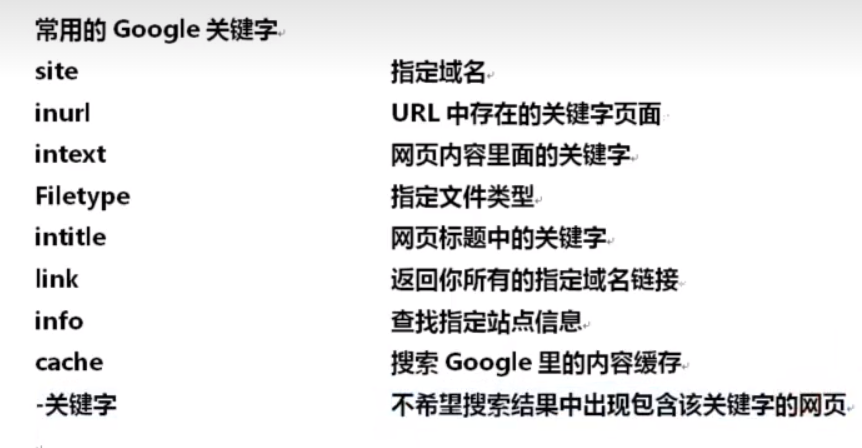 常用的 Google 关键字
site 指定域名
inurl URL 中存在的关键字页面
intext 网页内容里面的关键字
Filetype 指定文件类型
intitle 网页标题中的关键字
link 返回你所有的指定域名链接
info 查找指定站点信息
cache 搜索 Google 里的内容缓存
-关键字 不希望搜索结果中出现包含该关键字的网页